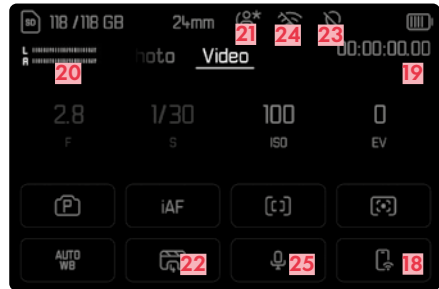 SD 118 /118 GB 24mm *
21 24 23
L
R
20
hoto Video 00:00:00.00
19
2.8 1/30 100 0
F S ISO EV
P iAF
AUTO
WB
22 25 18